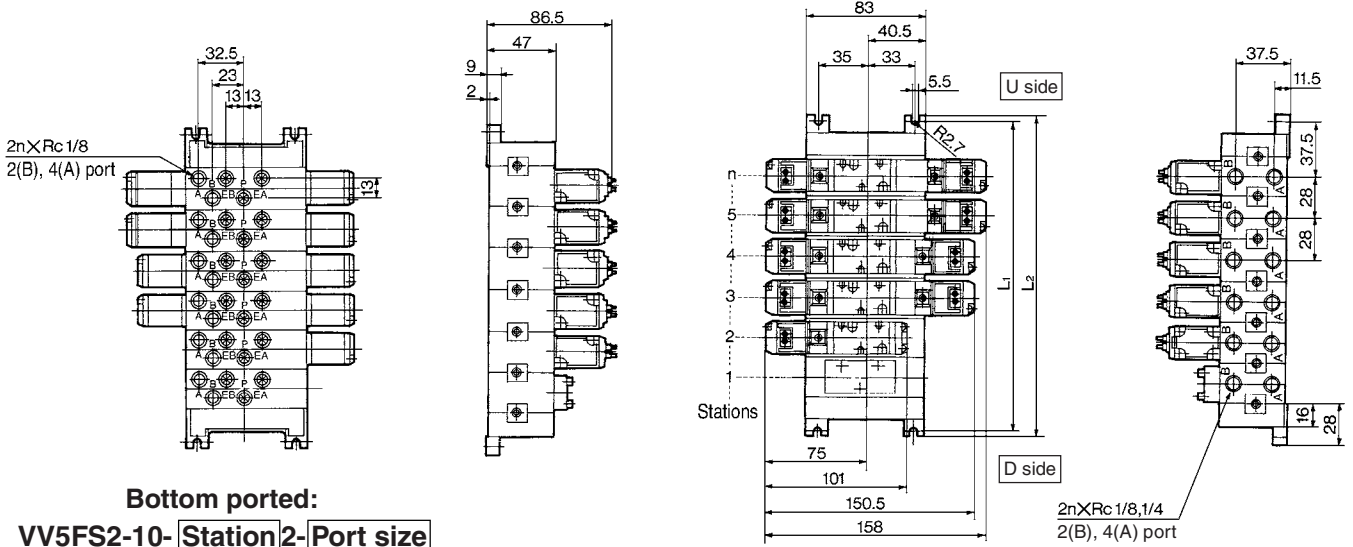 32.5
23
13 13
2n×Rc 1/8
2(B), 4(A) port
13
A B EB P EA
A B EB P EA
A B EB P EA
A B EB P EA
A B EB P EA
A B EB P EA
Bottom ported:
VV5FS2-10- Station 2- Port size
86.5
47
9
2
83
40.5
35 33
5.5
U side
R2.7
n
5
4
3
2
1
Stations
L1
L2
75
101
150.5
158
D side
37.5
11.5
37.5
28
28
B A
B A
B A
B A
B A
B A
16
28
2n×Rc 1/8,1/4
2(B), 4(A) port